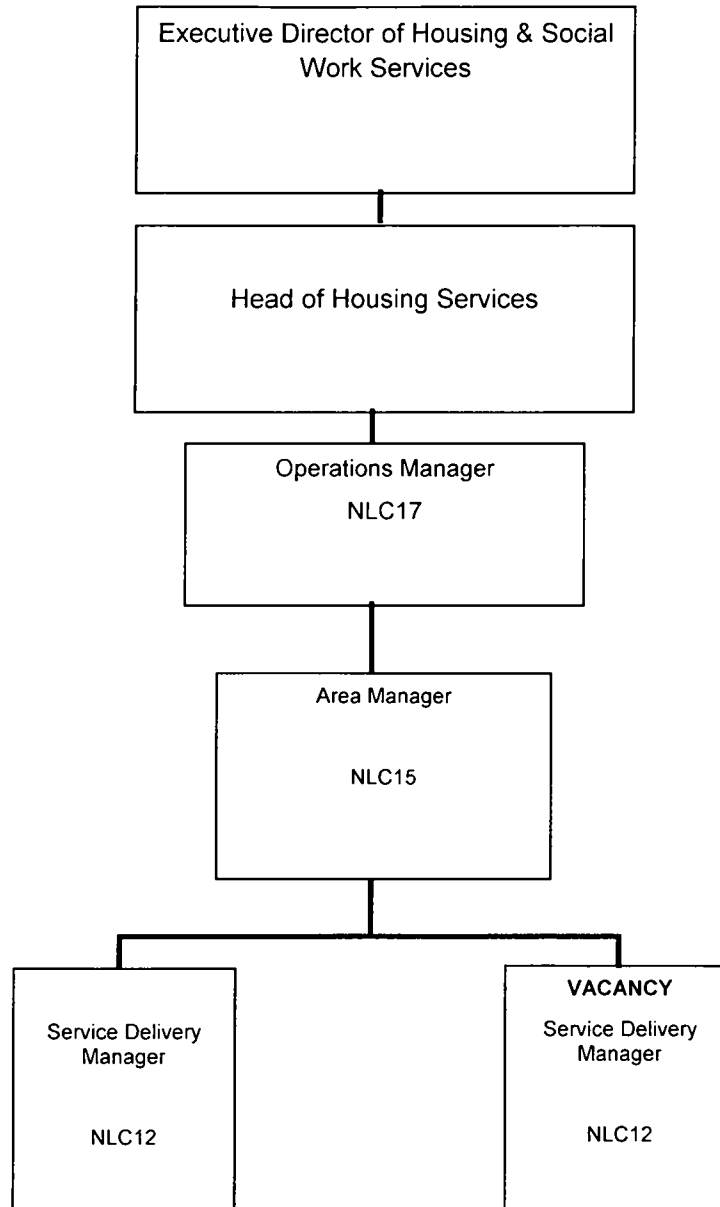 Executive Director of Housing & Social
Work Services
Head of Housing Services
Operations Manager
NLC17
Area Manager
NLC15
Service Delivery
Manager
NLC12
VACANCY
Service Delivery
Manager
NLC12